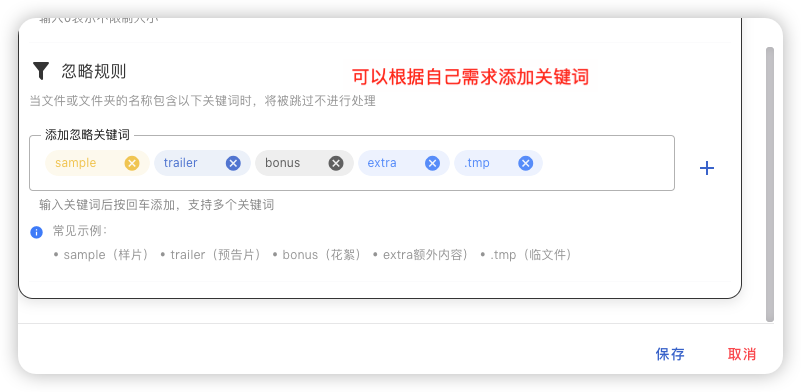 输入0表示不限制大小
忽略规则
可以根据自己需求添加关键词
当文件或文件夹的名称包含以下关键词时，将被跳过不进行处理
添加忽略关键词
sample trailer bonus extra .tmp
输入关键词后按回车添加，支持多个关键词
常见示例：
• sample（样片） • trailer（预告片） • bonus（花絮） • extra额外内容） • .tmp（临文件）
保存 取消